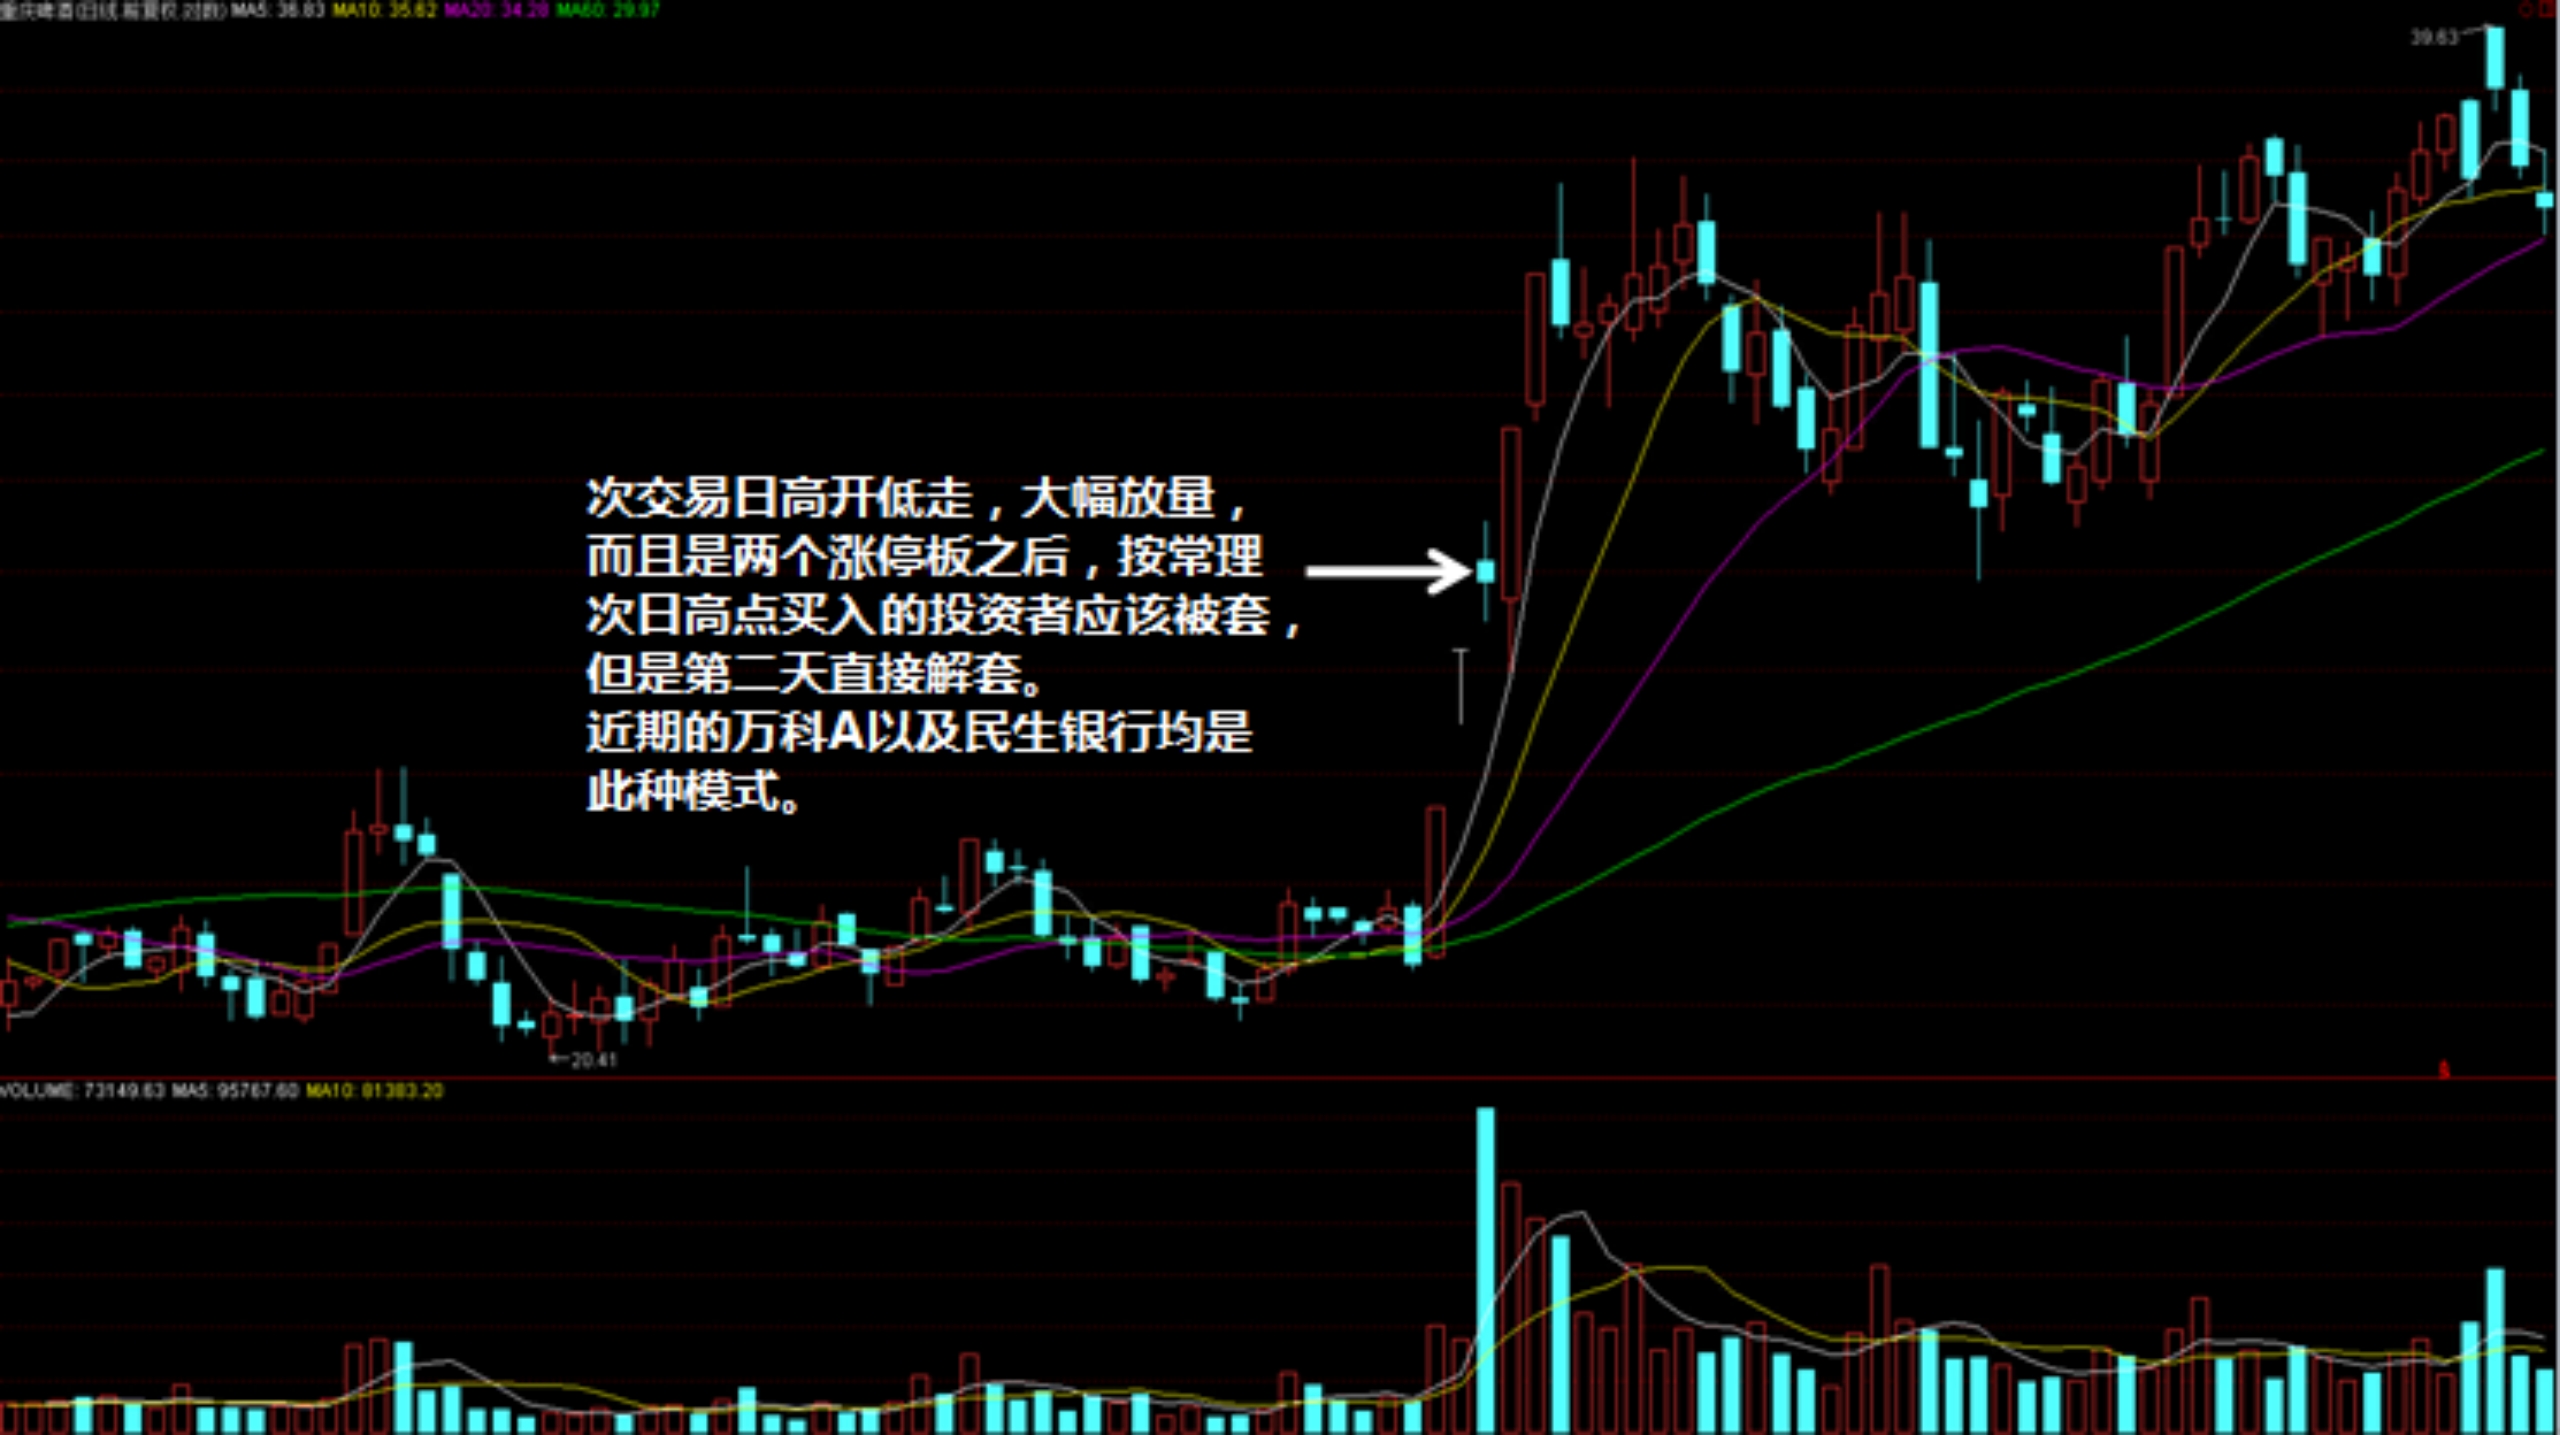 重庆啤酒(日线.前复权.对数) MA5: 36.83 MA10: 35.62 MA20: 34.28 MA60: 29.97
39.63
次交易日高开低走，大幅放量，
而且是两个涨停板之后，按常理
次日高点买入的投资者应该被套，
但是第二天直接解套。
近期的万科A以及民生银行均是
此种模式。
20.41
VOLUME: 73149.63 MA5: 95767.60 MA10: 81383.20